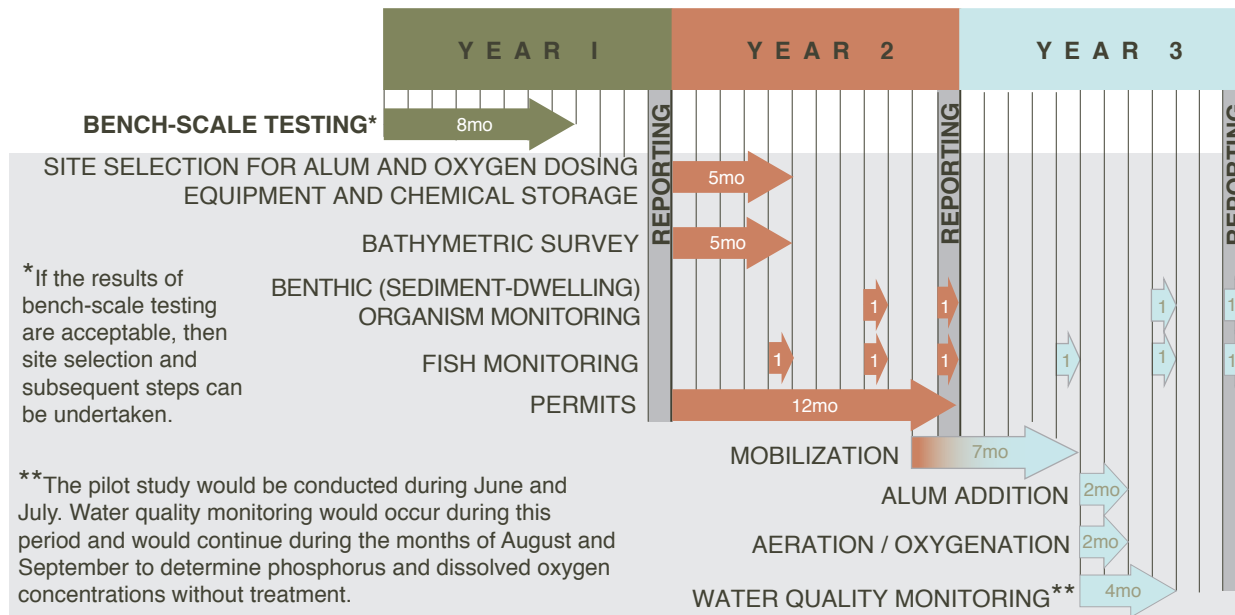 YEAR 1
YEAR 2
YEAR 3
REPORTING
REPORTING
REPORTING
BENCH-SCALE TESTING*
8mo
SITE SELECTION FOR ALUM AND OXYGEN DOSING
EQUIPMENT AND CHEMICAL STORAGE
5mo
BATHYMETRIC SURVEY
5mo
*If the results of
bench-scale testing
are acceptable, then
site selection and
subsequent steps can
be undertaken.
BENTHIC (SEDIMENT-DWELLING)
ORGANISM MONITORING
1
1
1
1
FISH MONITORING
1
1
1
1
1
1
PERMITS
12mo
MOBILIZATION
7mo
**The pilot study would be conducted during June and
July. Water quality monitoring would occur during this
period and would continue during the months of August and
September to determine phosphorus and dissolved oxygen
concentrations without treatment.
ALUM ADDITION
2mo
AERATION / OXYGENATION
2mo
WATER QUALITY MONITORING**
4mo